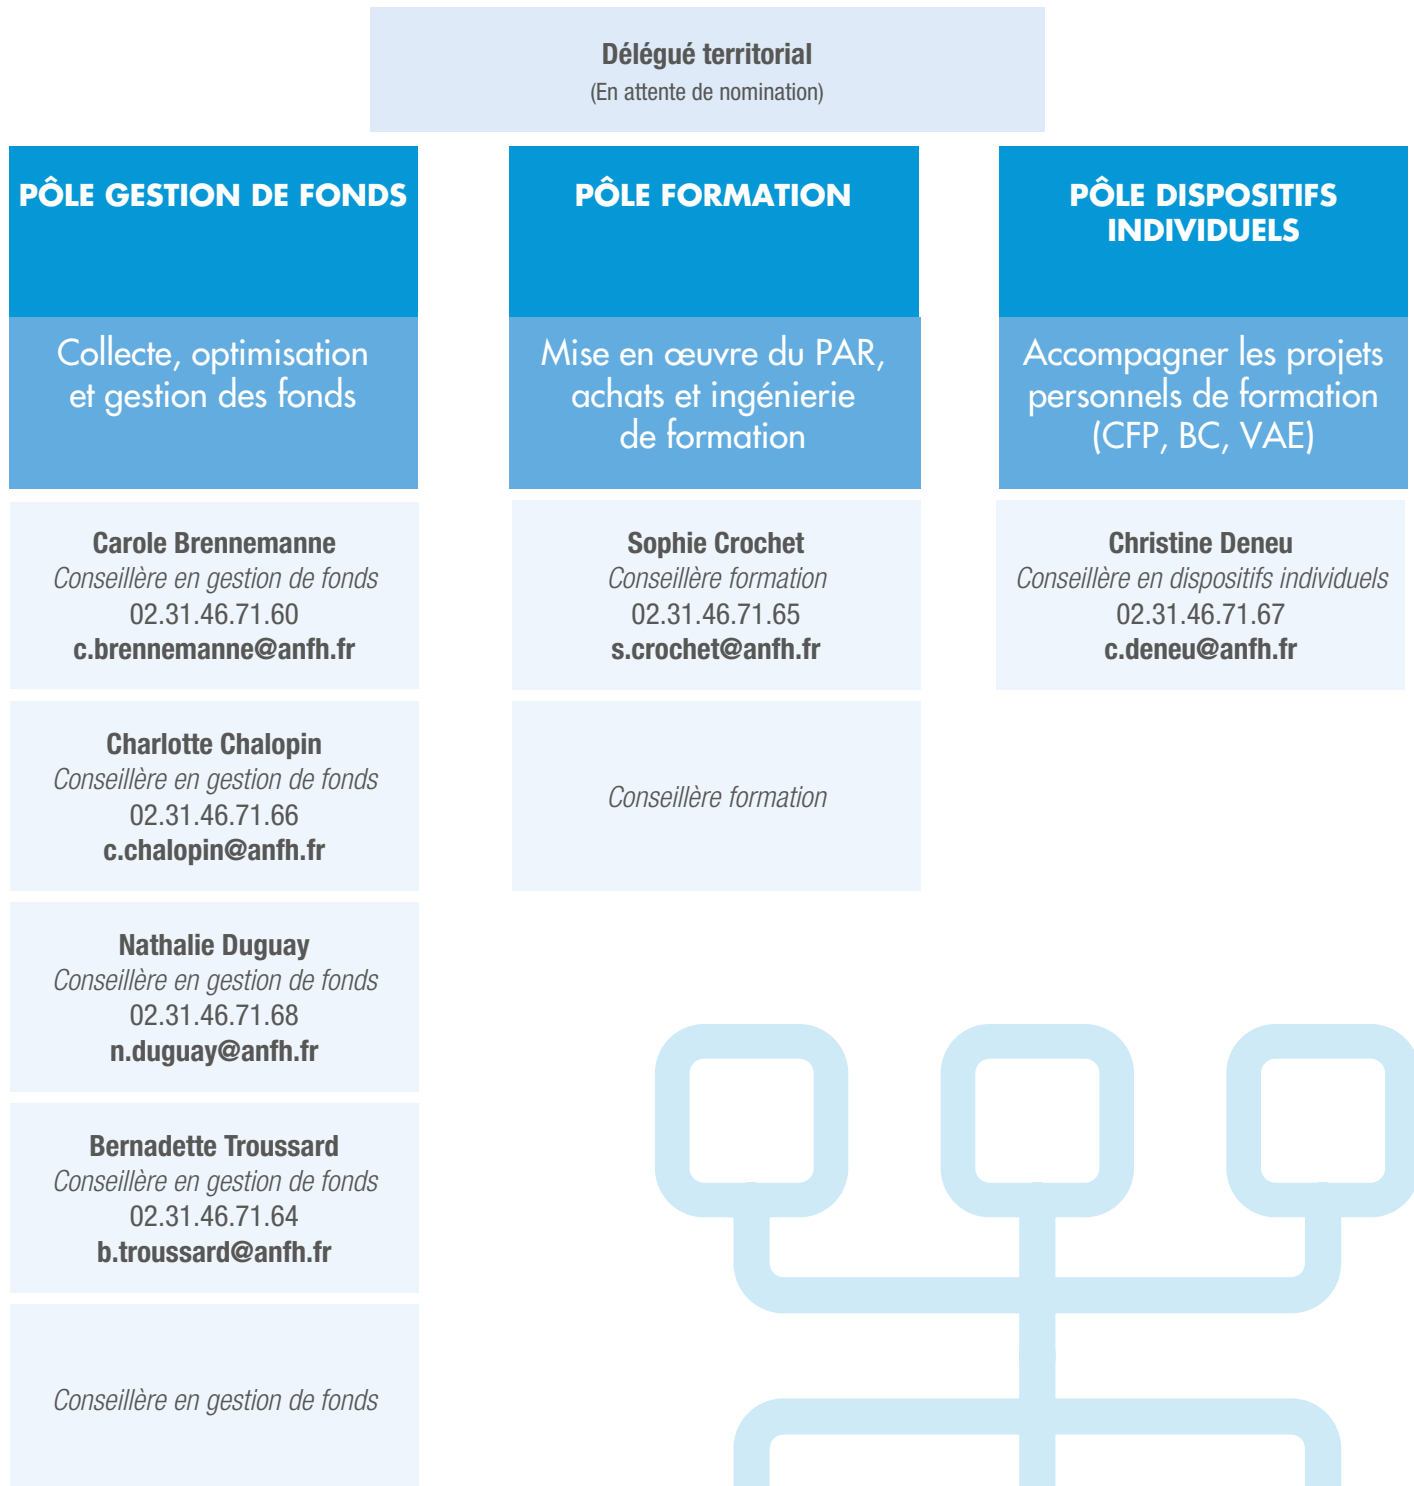 Délégué territorial
(En attente de nomination)
PÔLE GESTION DE FONDS
Collecte, optimisation
et gestion des fonds
Carole Brennemanne
Conseillère en gestion de fonds
02.31.46.71.60
c.brennemanne@anfh.fr
Charlotte Chalopin
Conseillère en gestion de fonds
02.31.46.71.66
c.chalopin@anfh.fr
Nathalie Duguay
Conseillère en gestion de fonds
02.31.46.71.68
n.duguay@anfh.fr
Bernadette Troussard
Conseillère en gestion de fonds
02.31.46.71.64
b.troussard@anfh.fr
Conseillère en gestion de fonds
PÔLE FORMATION
Mise en œuvre du PAR,
achats et ingénierie
de formation
Sophie Crochet
Conseillère formation
02.31.46.71.65
s.crochet@anfh.fr
Conseillère formation
PÔLE DISPOSITIFS
INDIVIDUELS
Accompagner les projets
personnels de formation
(CFP, BC, VAE)
Christine Deneu
Conseillère en dispositifs individuels
02.31.46.71.67
c.deneu@anfh.fr